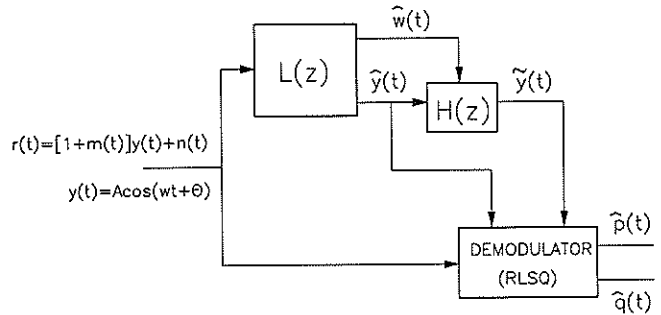 ŵ(t)
L(z)
ŷ(t)
H(z)
ỹ(t)
r(t)=[1+m(t)]y(t)+n(t)
y(t)=Acos(wt+Θ)
DEMODULATOR
(RLSQ)
p̂(t)
q̂(t)